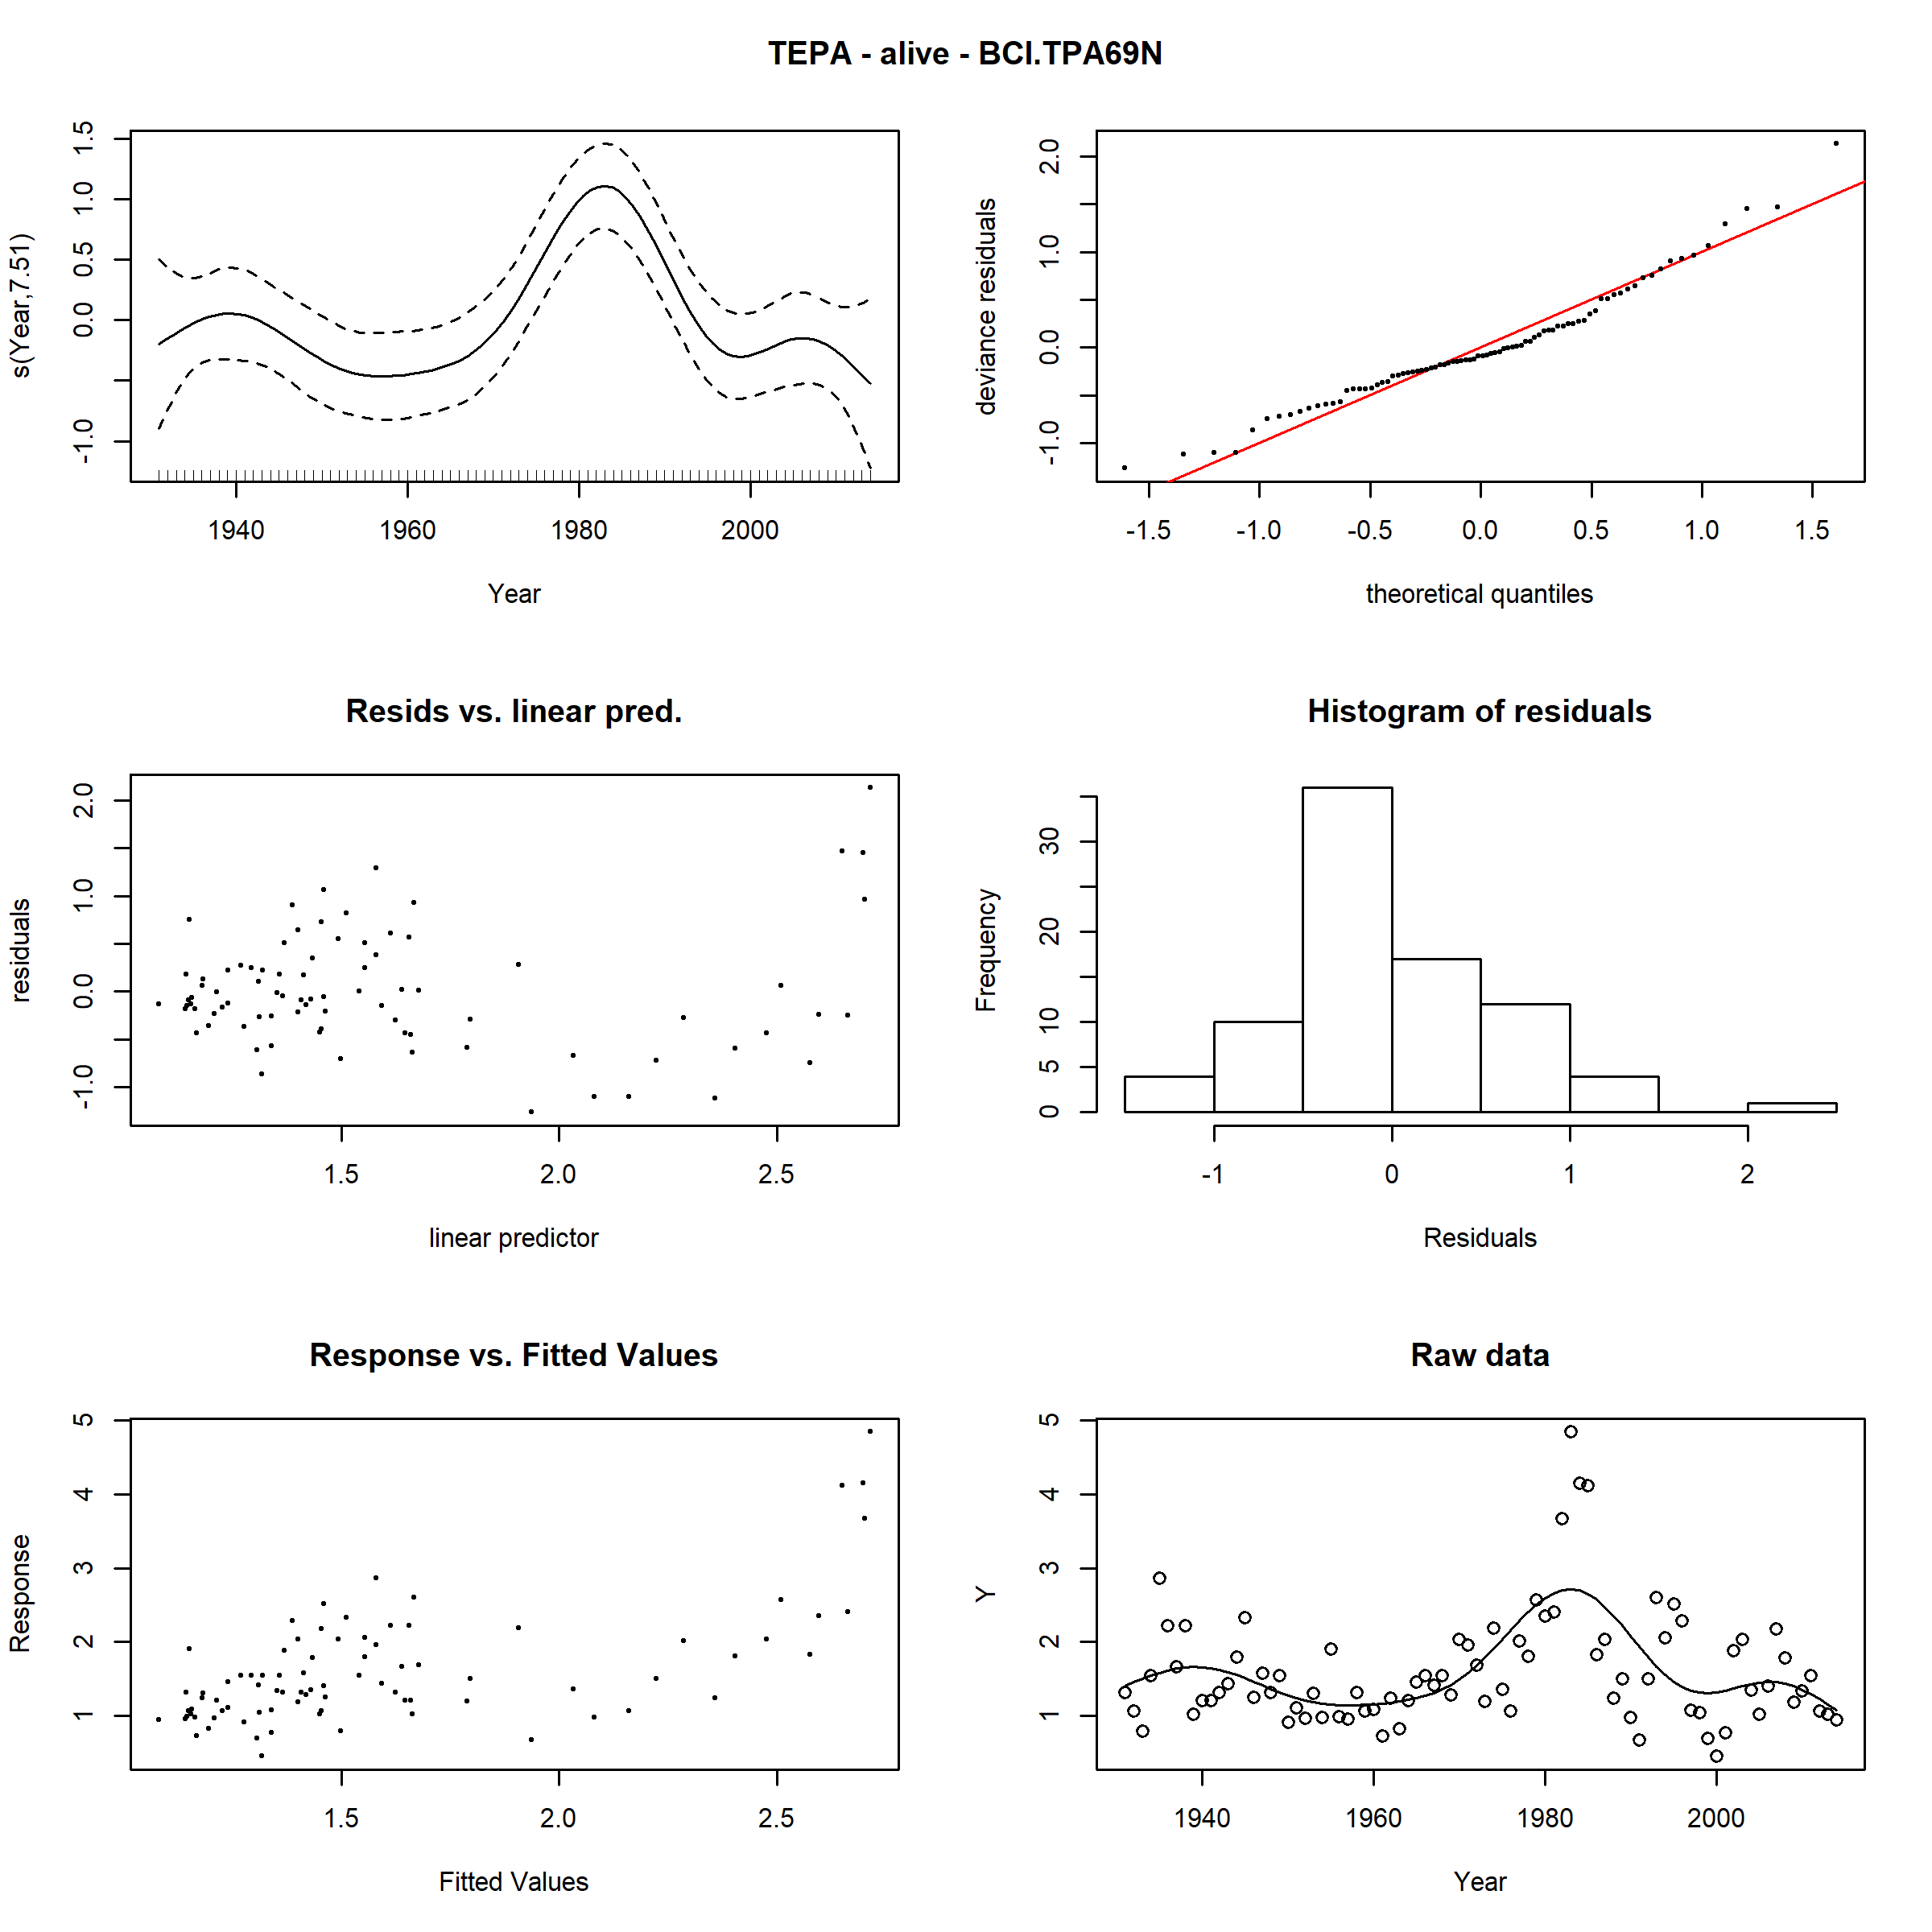 TEPA - alive - BCI.TPA69N
s(Year,7.51)
1.5
1.0
0.5
0.0
-1.0
1940 1960 1980 2000
Year
deviance residuals
2.0
1.0
0.0
-1.0
-1.5 -1.0 -0.5 0.0 0.5 1.0 1.5
theoretical quantiles
Resids vs. linear pred.
residuals
2.0
1.0
0.0
-1.0
1.5 2.0 2.5
linear predictor
Histogram of residuals
Frequency
30
20
10
5
0
-1 0 1 2
Residuals
Response vs. Fitted Values
Response
5
4
3
2
1
1.5 2.0 2.5
Fitted Values
Raw data
Y
5
4
3
2
1
1940 1960 1980 2000
Year